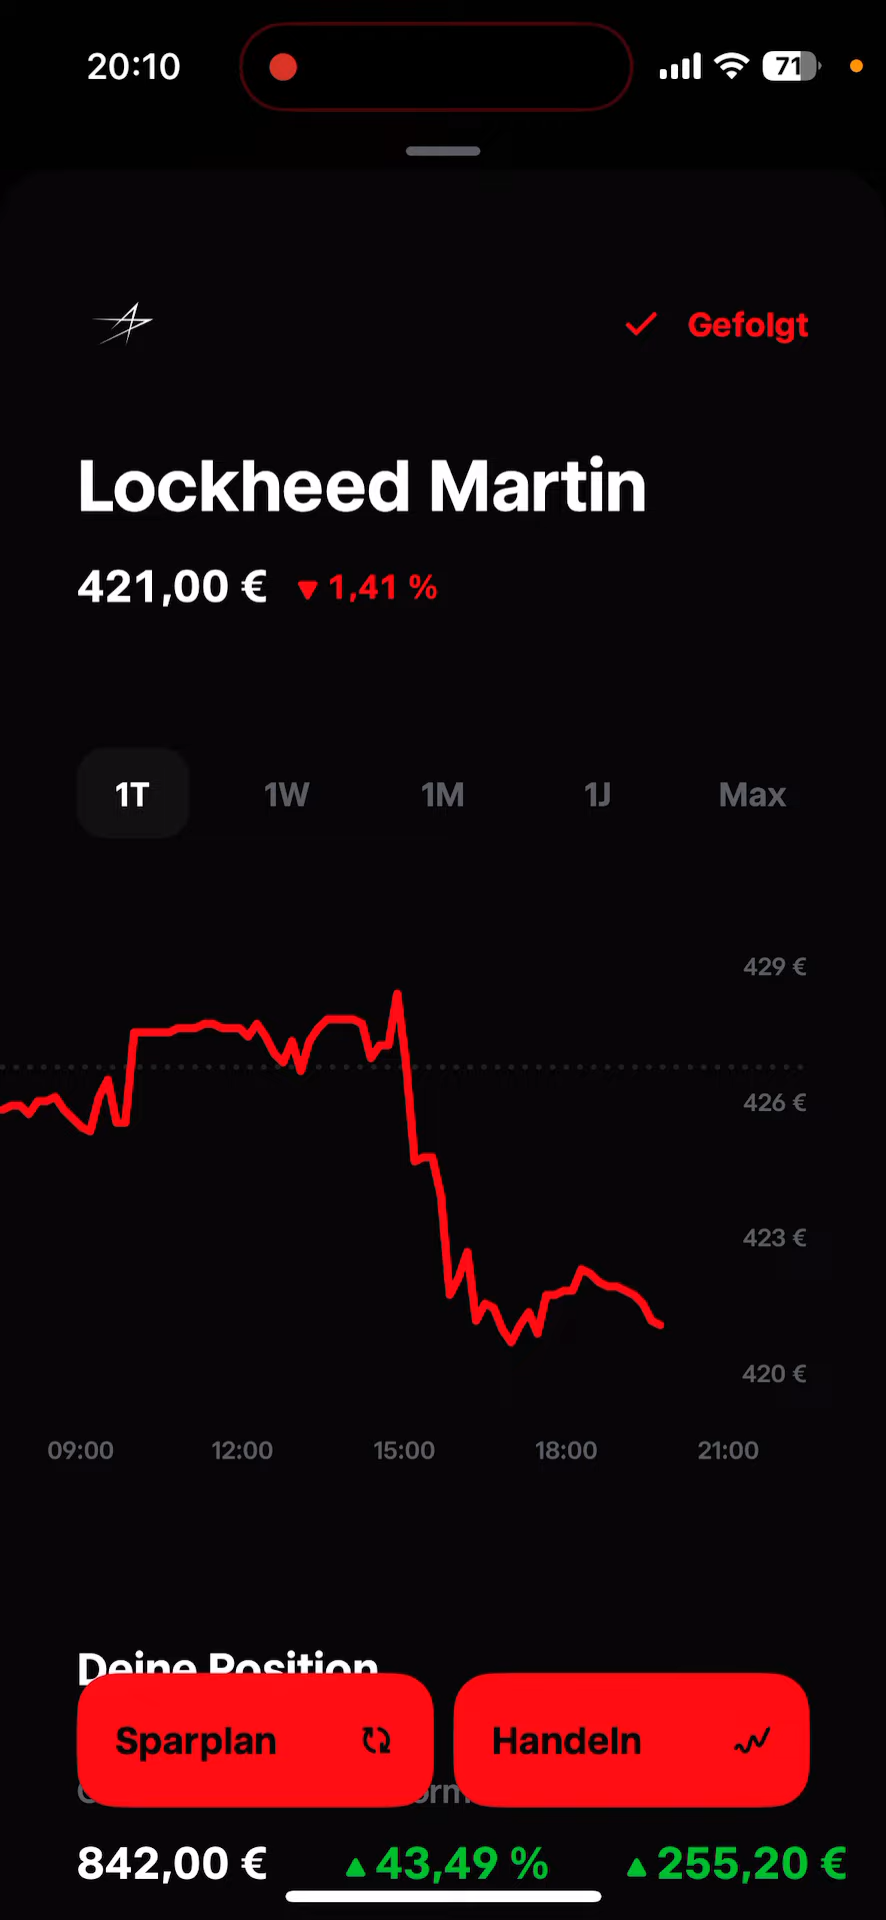 20:10
71
Gefolgt
Lockheed Martin
421,00 € ▼ 1,41 %
1T 1W 1M 1J Max
429 €
426 €
423 €
420 €
09:00 12:00 15:00 18:00 21:00
Deine Position
Sparplan Handeln
842,00 € ▲ 43,49 % ▲ 255,20 €